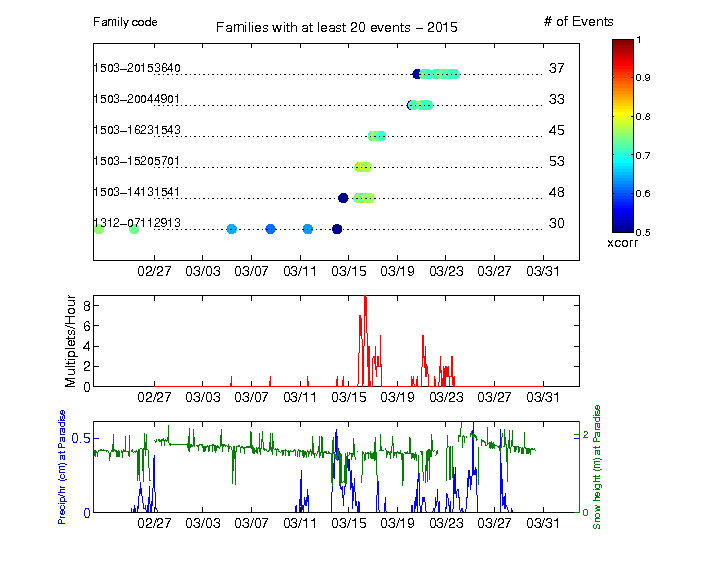 Family code
Families with at least 20 events − 2015
# of Events
1503−20153640
37
1503−20044901
33
1503−16231543
45
1503−15205701
53
1503−14131541
48
1312−07112913
30
1
0.9
0.8
0.7
0.6
0.5
xcorr
02/27 03/03 03/07 03/11 03/15 03/19 03/23 03/27 03/31
Multiplets/Hour
8
6
4
2
0
02/27 03/03 03/07 03/11 03/15 03/19 03/23 03/27 03/31
Precip/hr (cm) at Paradise
0.5
0
2
0
Snow height (m) at Paradise
02/27 03/03 03/07 03/11 03/15 03/19 03/23 03/27 03/31